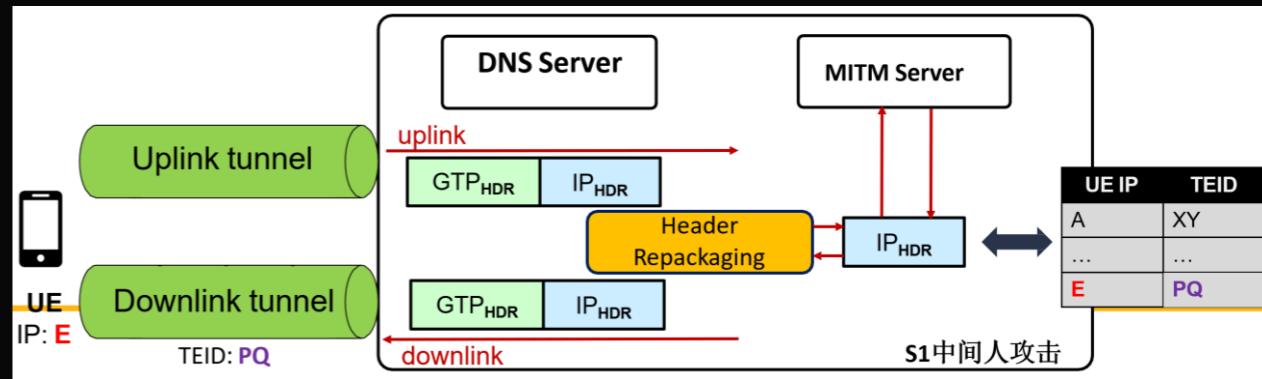 DNS Server
MITM Server
uplink
Uplink tunnel
GTPHDR
IPHDR
UE IP
TEID
A
XY
...
...
E
PQ
Header
Repackaging
IPHDR
Downlink tunnel
GTPHDR
IPHDR
UE
IP: E
TEID: PQ
downlink
S1中间人攻击